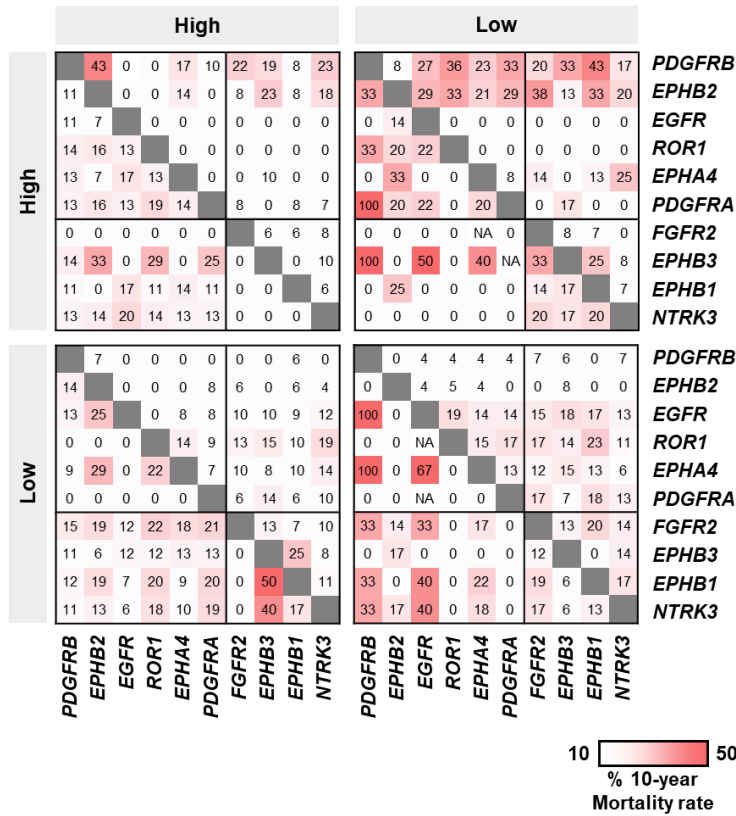 High Low
43 0 0 17 10 22 19 8 23 8 27 36 23 33 20 33 43 17 PDGFRB
11 14 0 8 23 8 18 33 29 33 21 29 38 13 33 20 EPHB2
11 7 0 0 0 0 0 0 0 0 14 0 0 0 0 0 0 0 EGFR
14 16 13 0 0 0 0 0 0 33 20 22 0 0 0 0 0 0 ROR1
13 7 17 13 0 0 10 0 0 0 33 0 0 8 14 0 13 25 EPHA4
13 16 13 19 14 8 0 8 7 100 20 22 0 20 0 17 0 0 PDGFRA
High
0 0 0 0 0 0 6 6 8 0 0 0 0 NA 0 8 7 0 FGFR2
14 33 0 29 0 25 0 0 10 100 0 50 0 40 NA 33 25 8 EPHB3
11 0 17 11 14 11 0 0 6 0 25 0 0 0 0 14 17 7 EPHB1
13 14 20 14 13 13 0 0 0 0 0 0 0 0 0 20 17 20 NTRK3
7 0 0 0 0 0 0 6 0 0 4 4 4 4 7 6 0 7 PDGFRB
14 0 0 0 8 6 0 6 4 0 4 5 4 0 0 8 0 0 EPHB2
13 25 0 8 8 10 10 9 12 100 0 19 14 14 15 18 17 13 EGFR
0 0 0 14 9 13 15 10 19 0 0 NA 15 17 17 14 23 11 ROR1
9 29 0 22 7 10 8 10 14 100 0 67 0 13 12 15 13 6 EPHA4
0 0 0 0 0 6 14 6 10 0 0 NA 0 0 17 7 18 13 PDGFRA
Low
15 19 12 22 18 21 13 7 10 33 14 33 0 17 0 13 20 14 FGFR2
11 6 12 12 13 13 0 25 8 0 17 0 0 0 0 12 0 14 EPHB3
12 19 7 20 9 20 0 50 11 33 0 40 0 22 0 19 6 17 EPHB1
11 13 6 18 10 19 0 40 17 33 17 40 0 18 0 17 6 13 NTRK3
PDGFRB EPHB2 EGFR ROR1 EPHA4 PDGFRA FGFR2 EPHB3 EPHB1 NTRK3 PDGFRB EPHB2 EGFR ROR1 EPHA4 PDGFRA FGFR2 EPHB3 EPHB1 NTRK3
10 50
% 10-year
Mortality rate